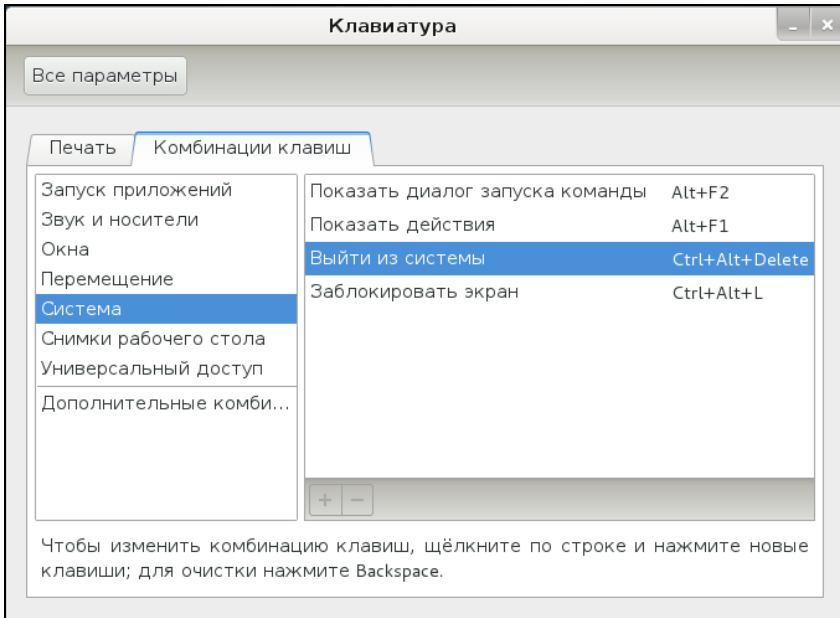 Клавиатура
Все параметры
Печать
Комбинации клавиш
Запуск приложений
Звук и носители
Окна
Перемещение
Система
Снимки рабочего стола
Универсальный доступ
Дополнительные комби...
Показать диалог запуска команды Alt+F2
Показать действия Alt+F1
Выйти из системы Ctrl+Alt+Delete
Заблокировать экран Ctrl+Alt+L
Чтобы изменить комбинацию клавиш, щёлкните по строке и нажмите новые
клавиши; для очистки нажмите Backspace.